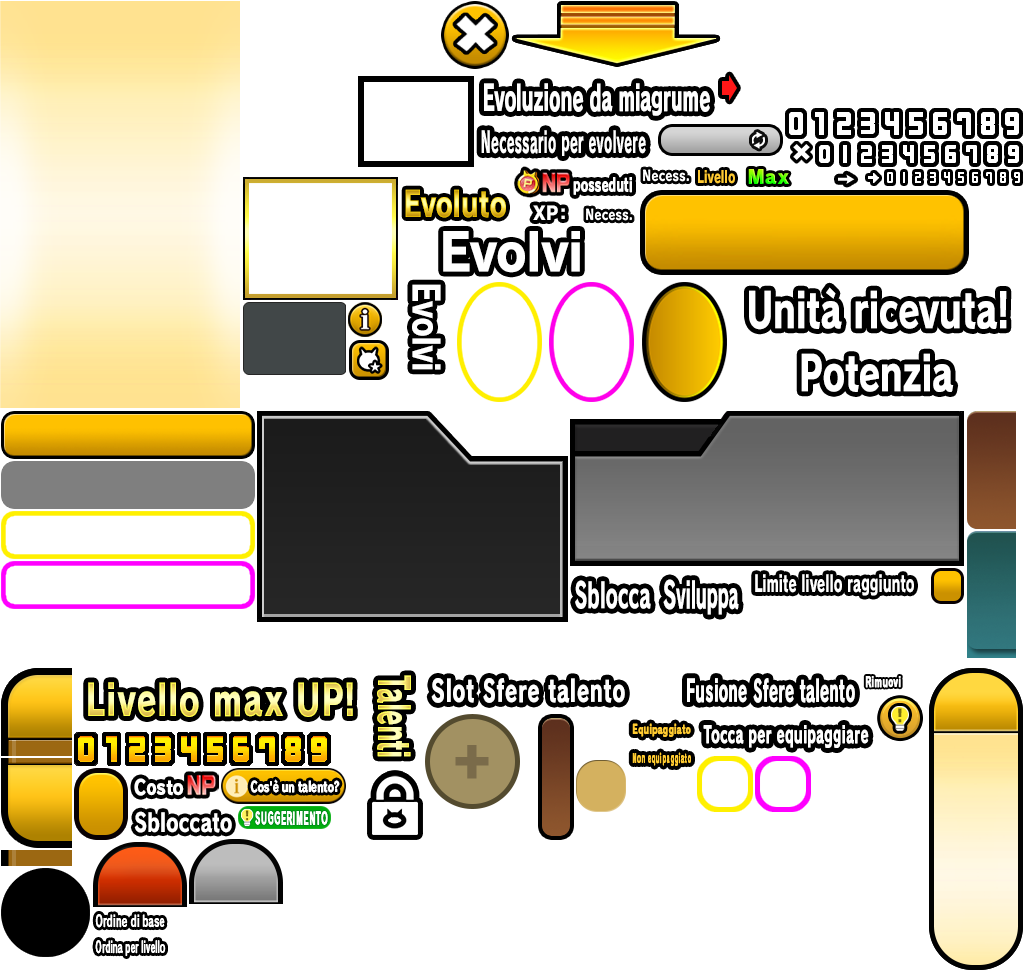 Evoluzione da miagrume
Necessario per evolvere
0123456789
×0123456789
NP posseduti
Necess. Livello Max
0123456789
Evoluto
XP: Necess.
Evolvi
Evolvi
i
Unità ricevuta!
Potenzia
Sblocca Sviluppa
Limite livello raggiunto
Livello max UP!
0123456789
Talenti
Slot Sfere talento
Fusione Sfere talento
Rimuovi
Equipaggiato
Tocca per equipaggiare
Non equipaggiato
Costo NP
i Cos'è un talento?
Sbloccato
SUGGERIMENTO
Ordine di base
Ordina per livello